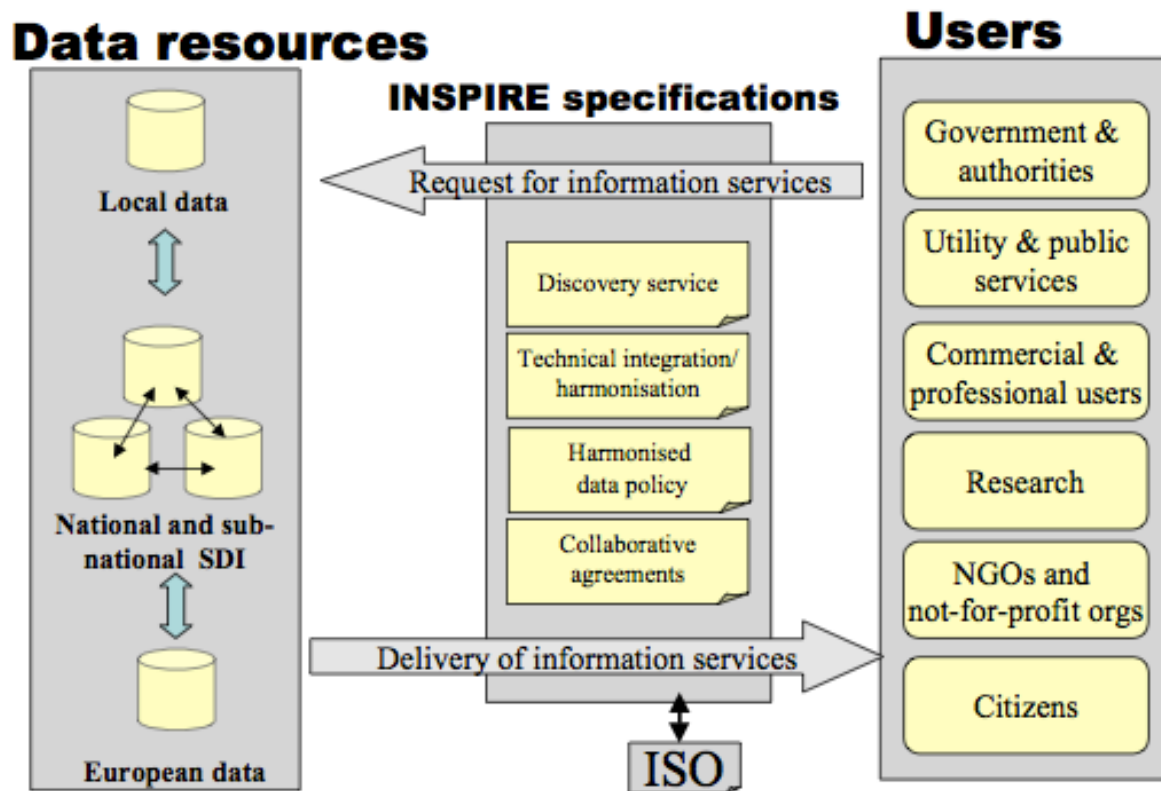 Data resources
Users
INSPIRE specifications
Local data
National and sub-
national SDI
European data
Request for information services
Discovery service
Technical integration/
harmonisation
Harmonised
data policy
Collaborative
agreements
Delivery of information services
ISO
Government &
authorities
Utility & public
services
Commercial &
professional users
Research
NGOs and
not-for-profit orgs
Citizens